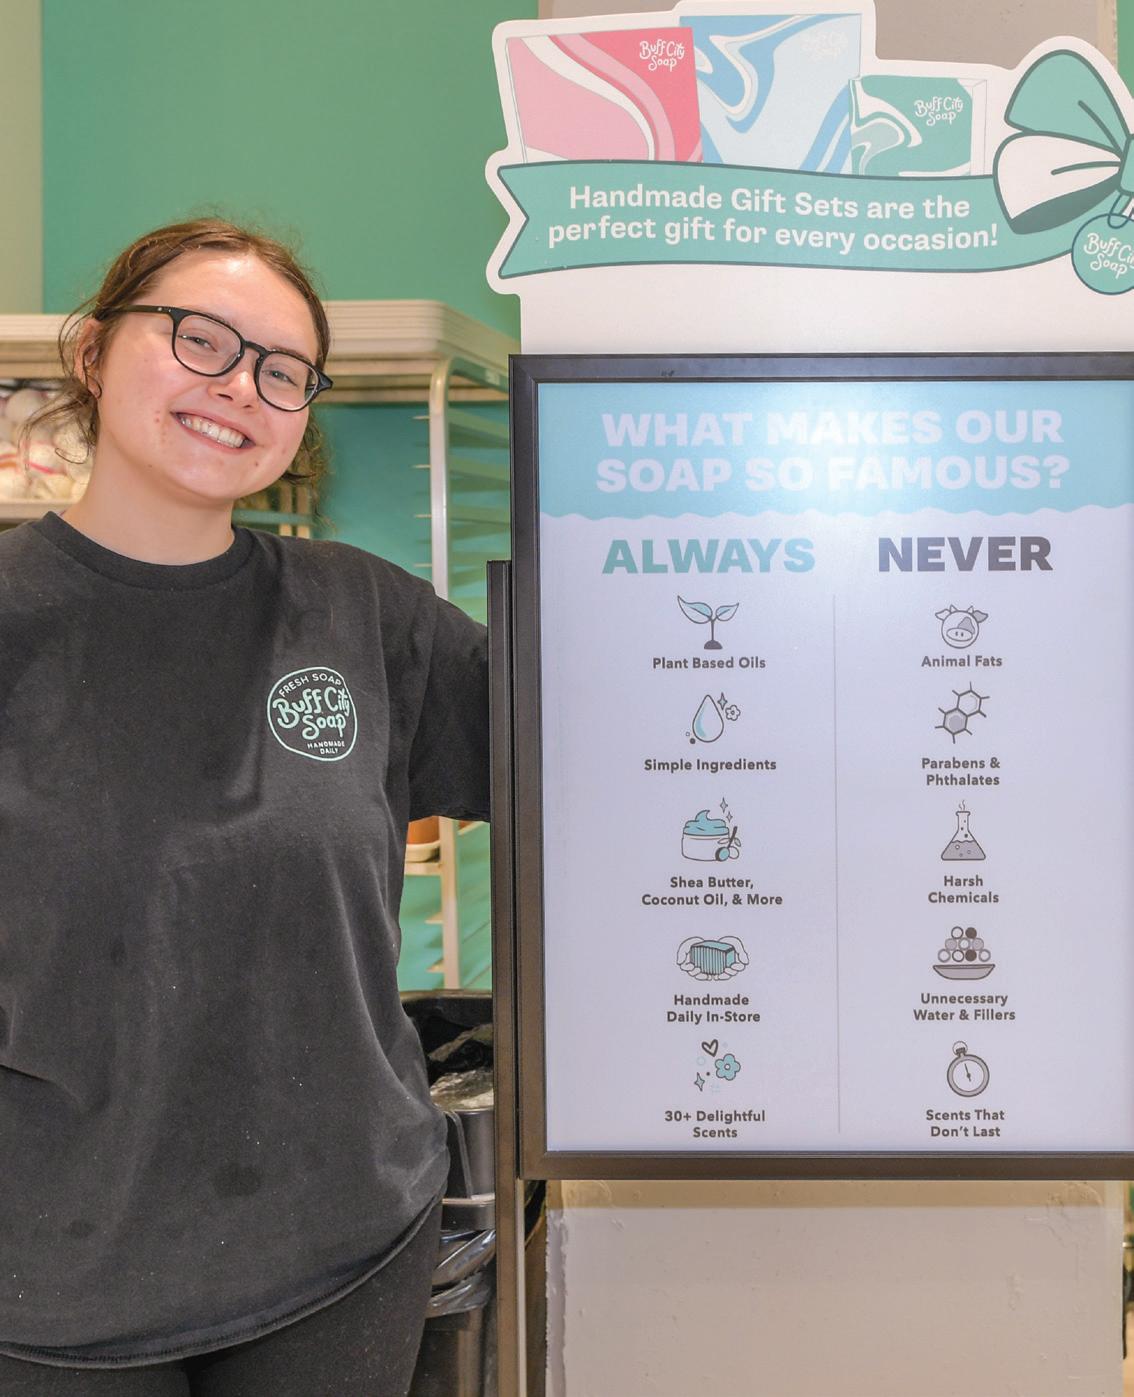 Buff City
Soap
Buff City
Soap
Buff City
Soap
Handmade Gift Sets are the
perfect gift for every occasion!
Buff City
Soap
WHAT MAKES OUR
SOAP SO FAMOUS?
ALWAYS
NEVER
Plant Based Oils
Animal Fats
Simple Ingredients
Parabens &
Phthalates
Shea Butter,
Coconut Oil, & More
Harsh
Chemicals
Handmade
Daily In-Store
Unnecessary
Water & Fillers
30+ Delightful
Scents
Scents That
Don't Last
FRESH SOAP
Buff City
Soap
HANDMADE
DAILY